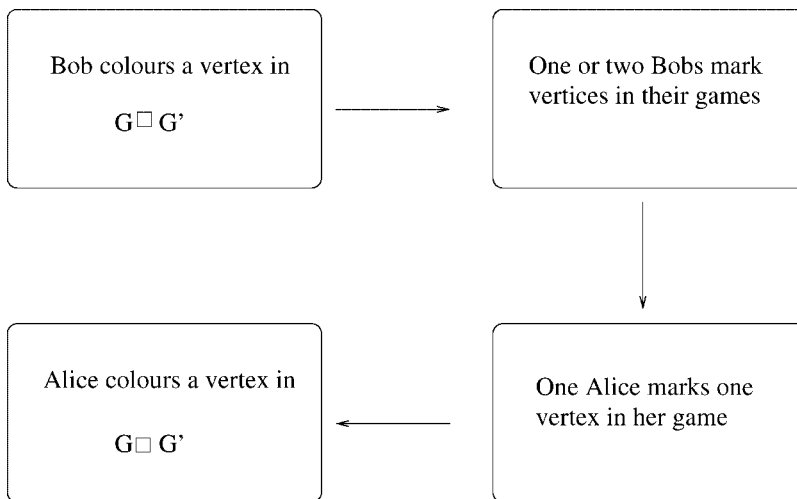 Bob colours a vertex in
G □ G’
One or two Bobs mark
vertices in their games
Alice colours a vertex in
G □ G’
One Alice marks one
vertex in her game